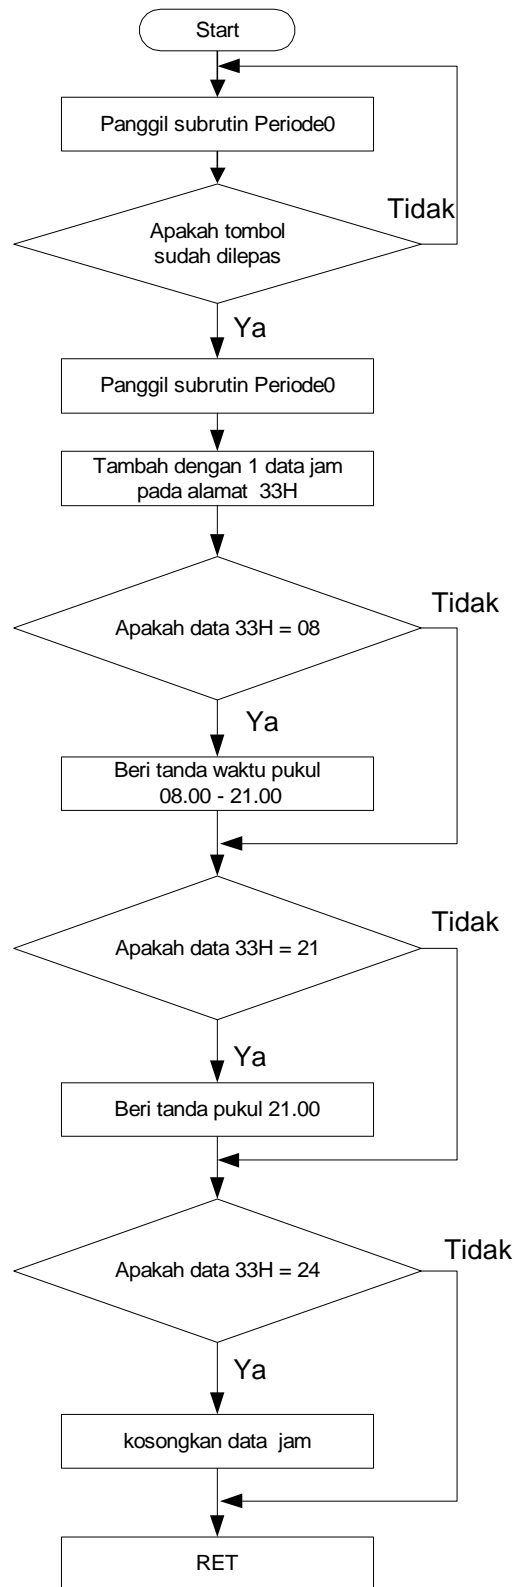 Start
Panggil subrutin Periode0
Tidak
Apakah tombol
sudah dilepas
Ya
Panggil subrutin Periode0
Tambah dengan 1 data jam
pada alamat  33H
Tidak
Apakah data 33H = 08
Ya
Beri tanda waktu pukul
08.00 - 21.00
Tidak
Apakah data 33H = 21
Ya
Beri tanda pukul 21.00
Tidak
Apakah data 33H = 24
Ya
kosongkan data  jam
RET